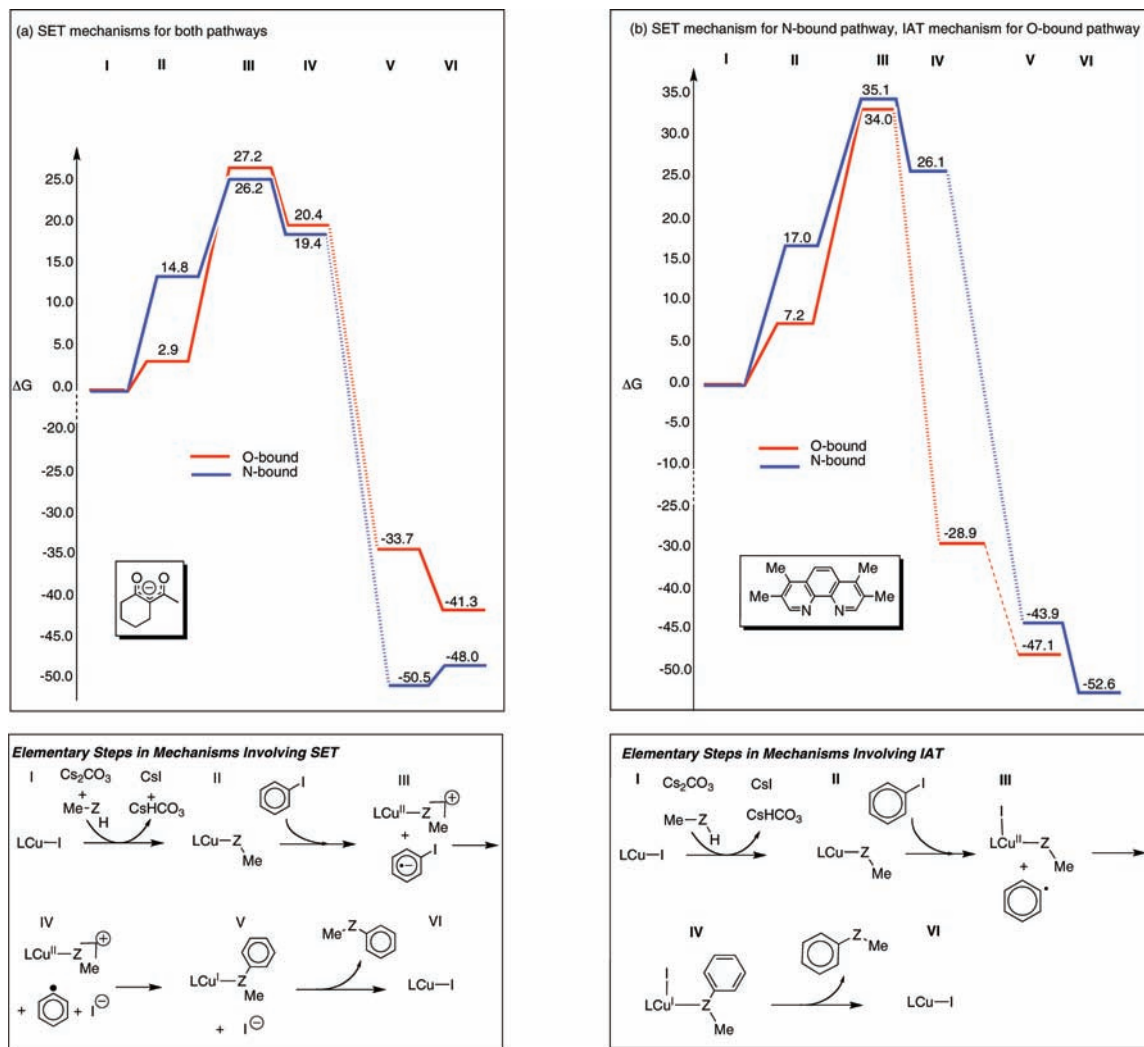 (a) SET mechanisms for both pathways
I II III IV V VI
27.2
26.2
25.0
20.4
20.0
19.4
15.0
14.8
10.0
5.0
2.9
ΔG
0.0
-20.0
-25.0
O-bound
N-bound
-30.0
-33.7
-35.0
O O
-40.0
-41.3
-45.0
-48.0
-50.0
-50.5
(b) SET mechanism for N-bound pathway, IAT mechanism for O-bound pathway
I II III IV V VI
35.0
35.1
34.0
30.0
26.1
25.0
20.0
17.0
15.0
10.0
7.2
5.0
0.0
ΔG
-5.0
-10.0
O-bound
N-bound
-25.0
-28.9
-30.0
-35.0
Me Me
Me Me
N N
-40.0
-43.9
-45.0
-47.1
-50.0
-52.6
Elementary Steps in Mechanisms Involving SET
I Cs2CO3 CsI II III
+ +
Me-Z CsHCO3
H
I
LCuII Z
Me
⊕
+
LCu-I
LCu Z
Me
I
IV V VI
Me Z
LCuII Z
Me
⊕
LCuI Z
Me
LCu-I
+ + I⊖
+ I⊖
Elementary Steps in Mechanisms Involving IAT
I Cs2CO3 CsI II III
Me-Z CsHCO3
H
I
I
LCuII Z
Me
LCu-I
LCu Z
Me
+
IV VI
Z Me
I
LCuI Z
Me
LCu-I